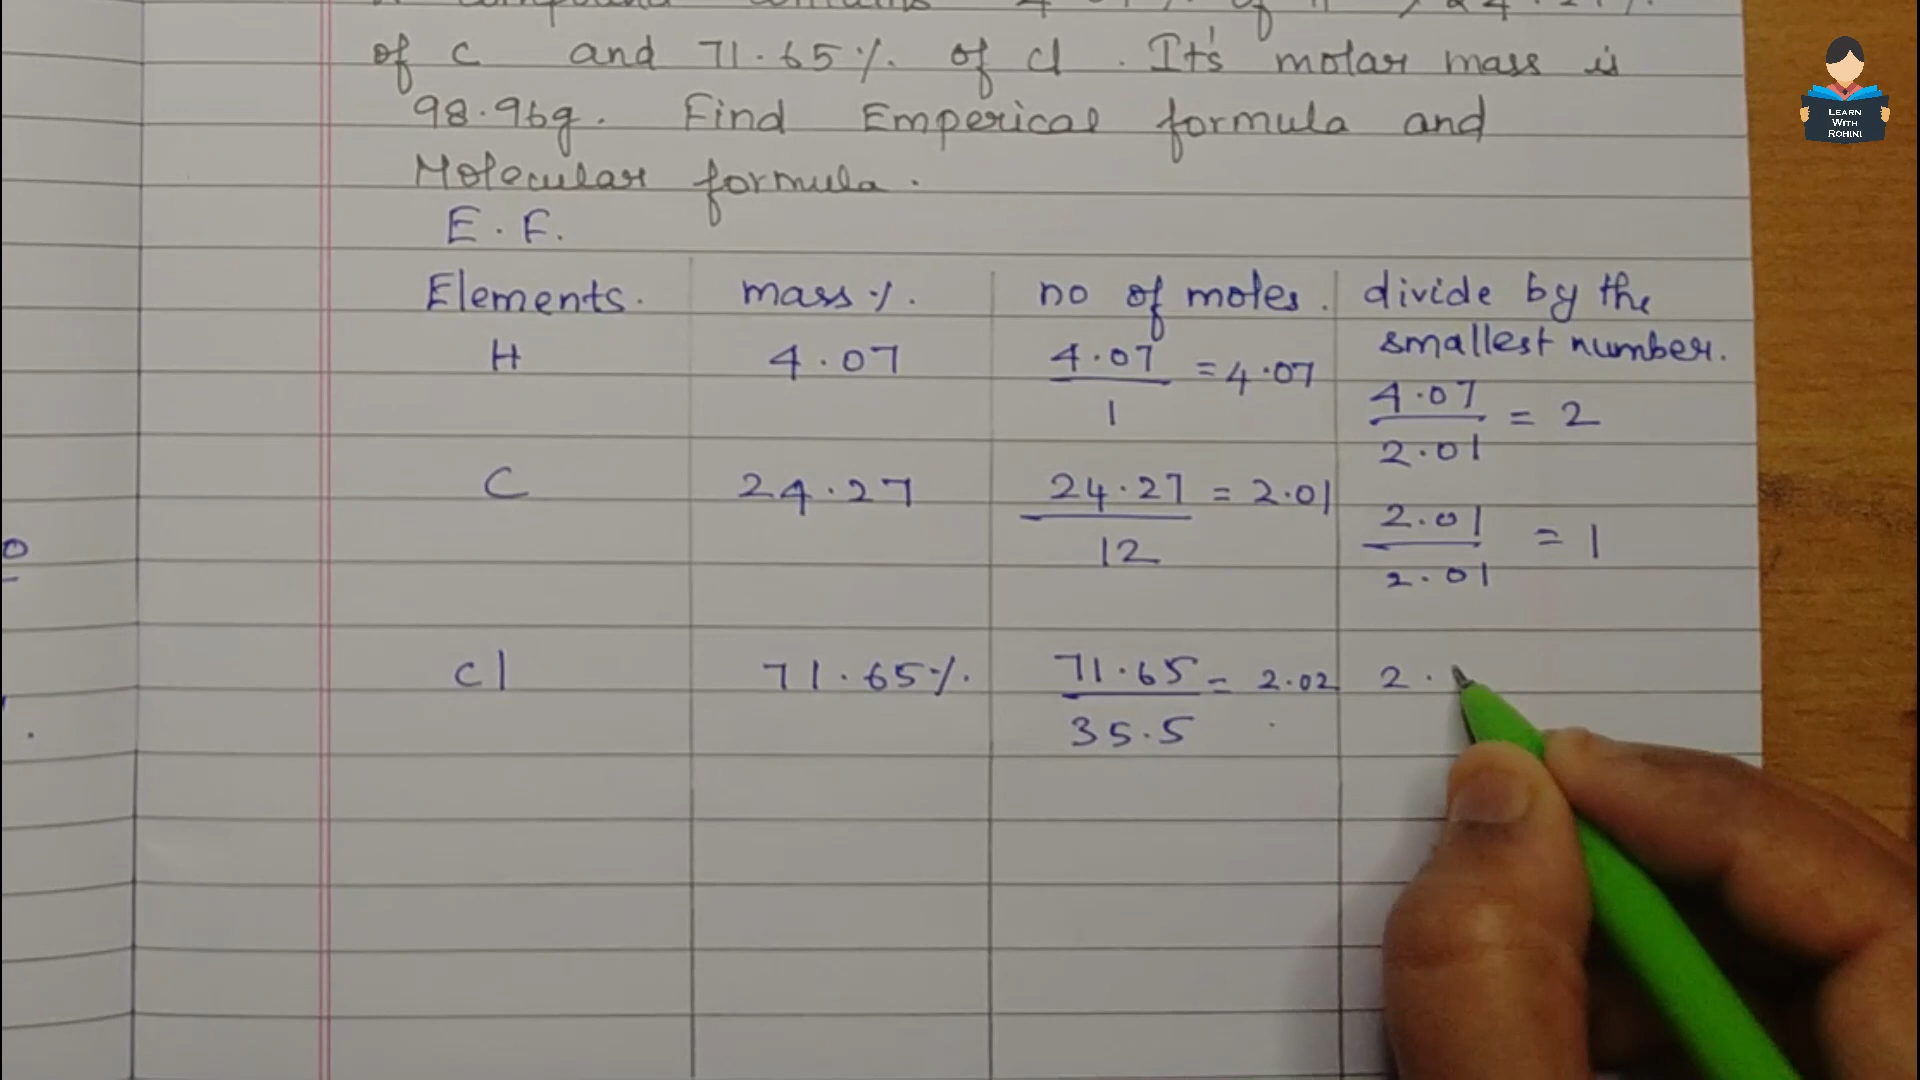 of C and 71.65% of cl . It's molar mass is
98.96g. Find Emperical formula and
Molecular formula.
E.F.
Elements. mass %. no of moles. divide by the smallest number.
H 4.07 4.07/1 = 4.07 4.07/2.01 = 2
C 24.27 24.27/12 = 2.01 2.01/2.01 = 1
cl 71.65% 71.65/35.5 = 2.02 2.
LEARN
WITH
ROHINI